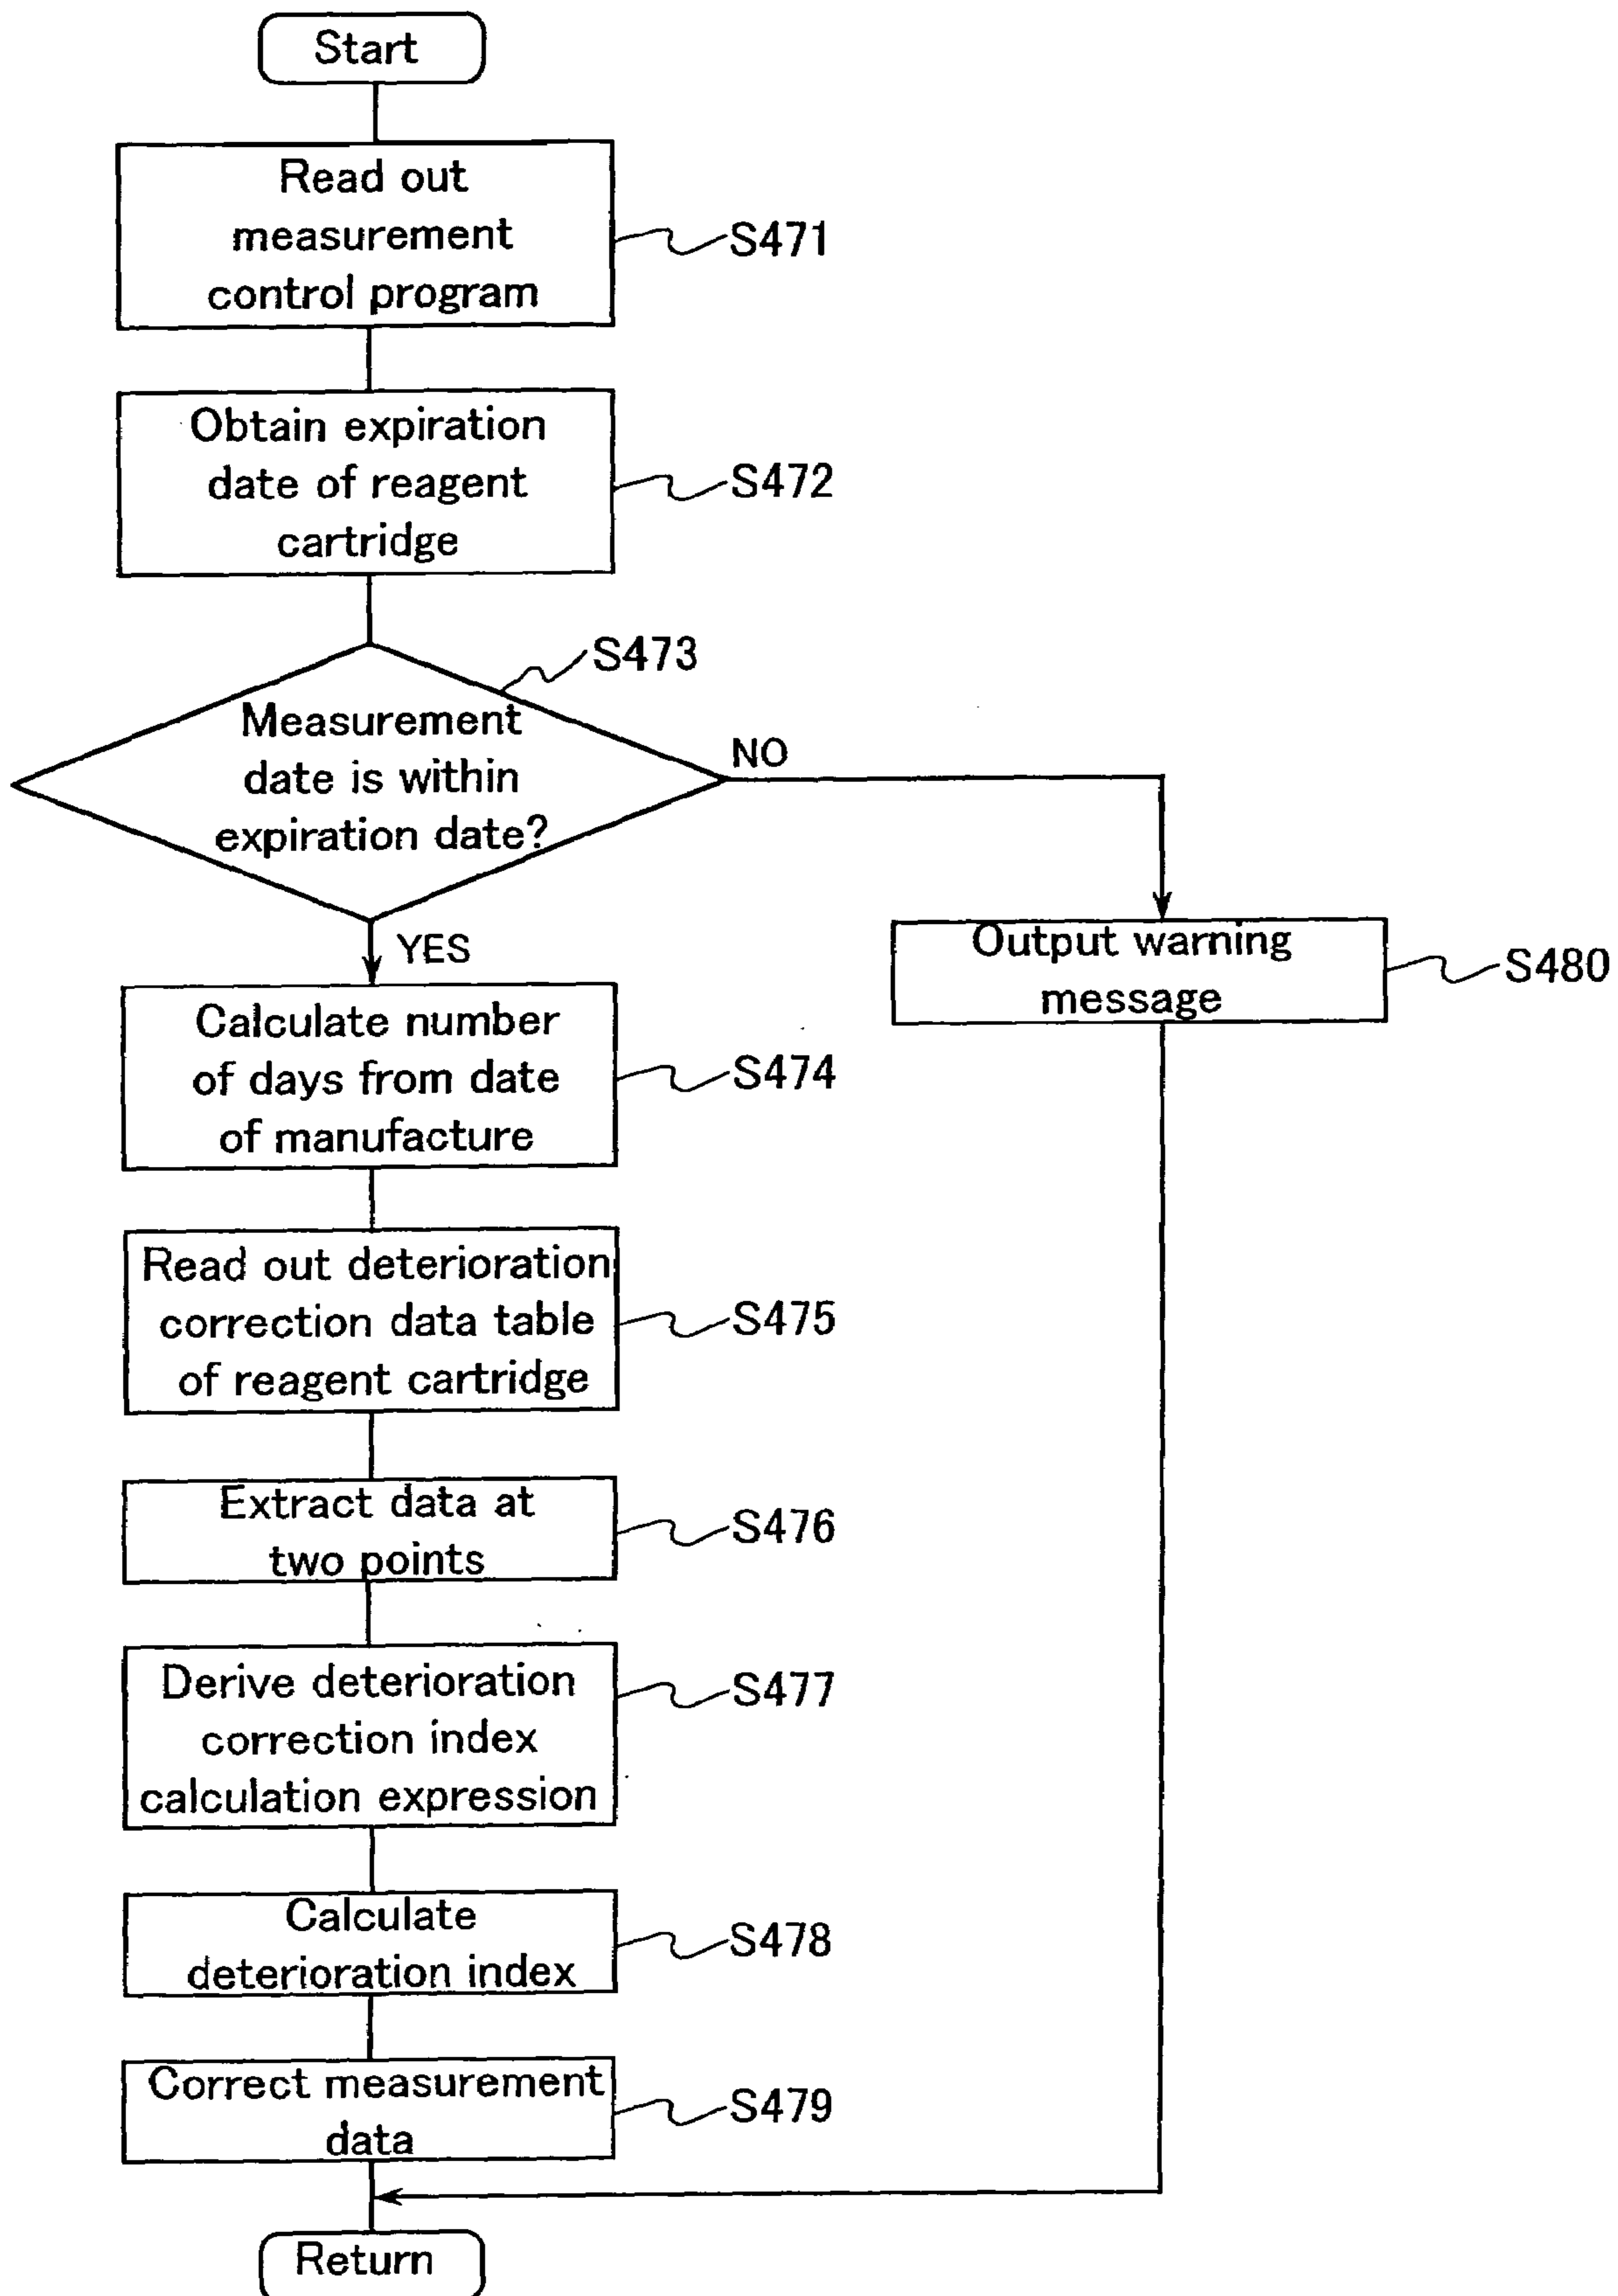 Start
Read out
measurement
control program
S471
Obtain expiration
date of reagent
cartridge
S472
S473
Measurement
date is within
expiration date?
NO
YES
Output warning
message
S480
Calculate number
of days from date
of manufacture
S474
Read out deterioration
correction data table
of reagent cartridge
S475
Extract data at
two points
S476
Derive deterioration
correction index
calculation expression
S477
Calculate
deterioration index
S478
Correct measurement
data
S479
Return